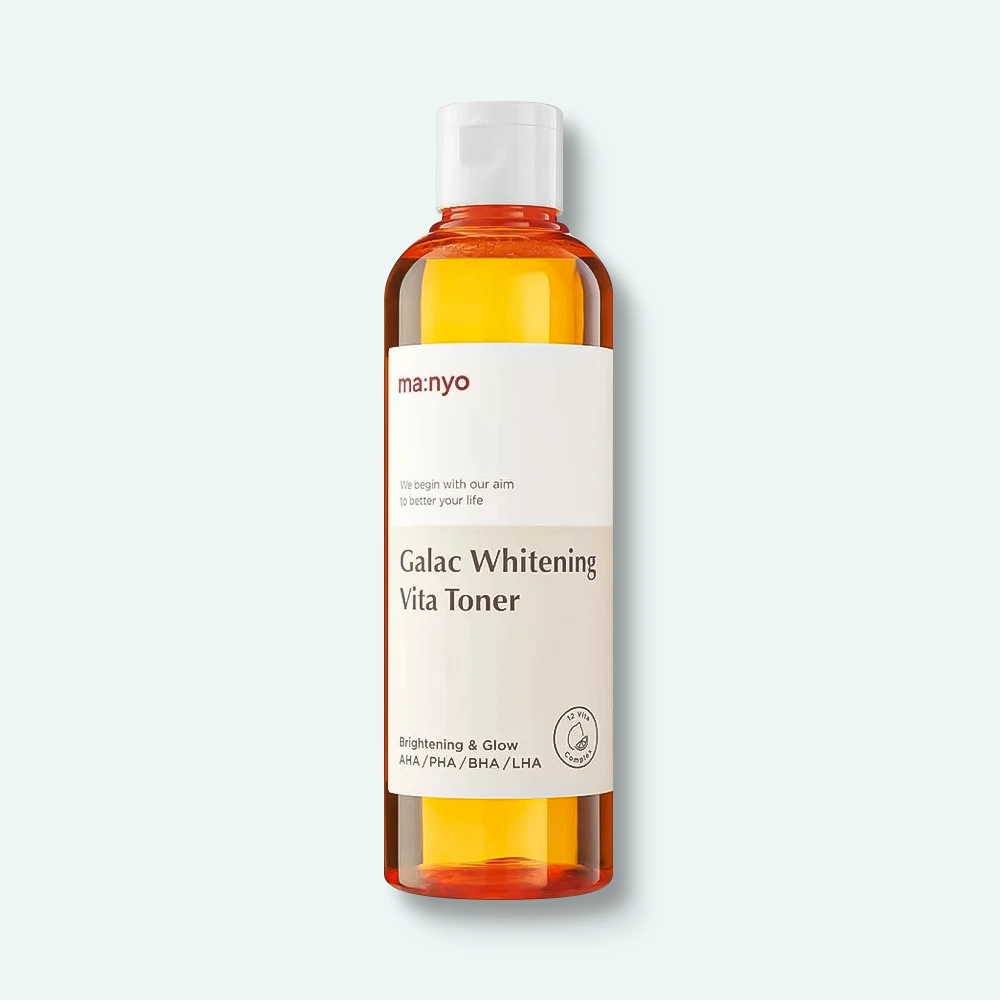 ma:nyo
We begin with our aim
to better your life
Galac Whitening
Vita Toner
12 Vita
Complex
Brightening & Glow
AHA / PHA / BHA / LHA